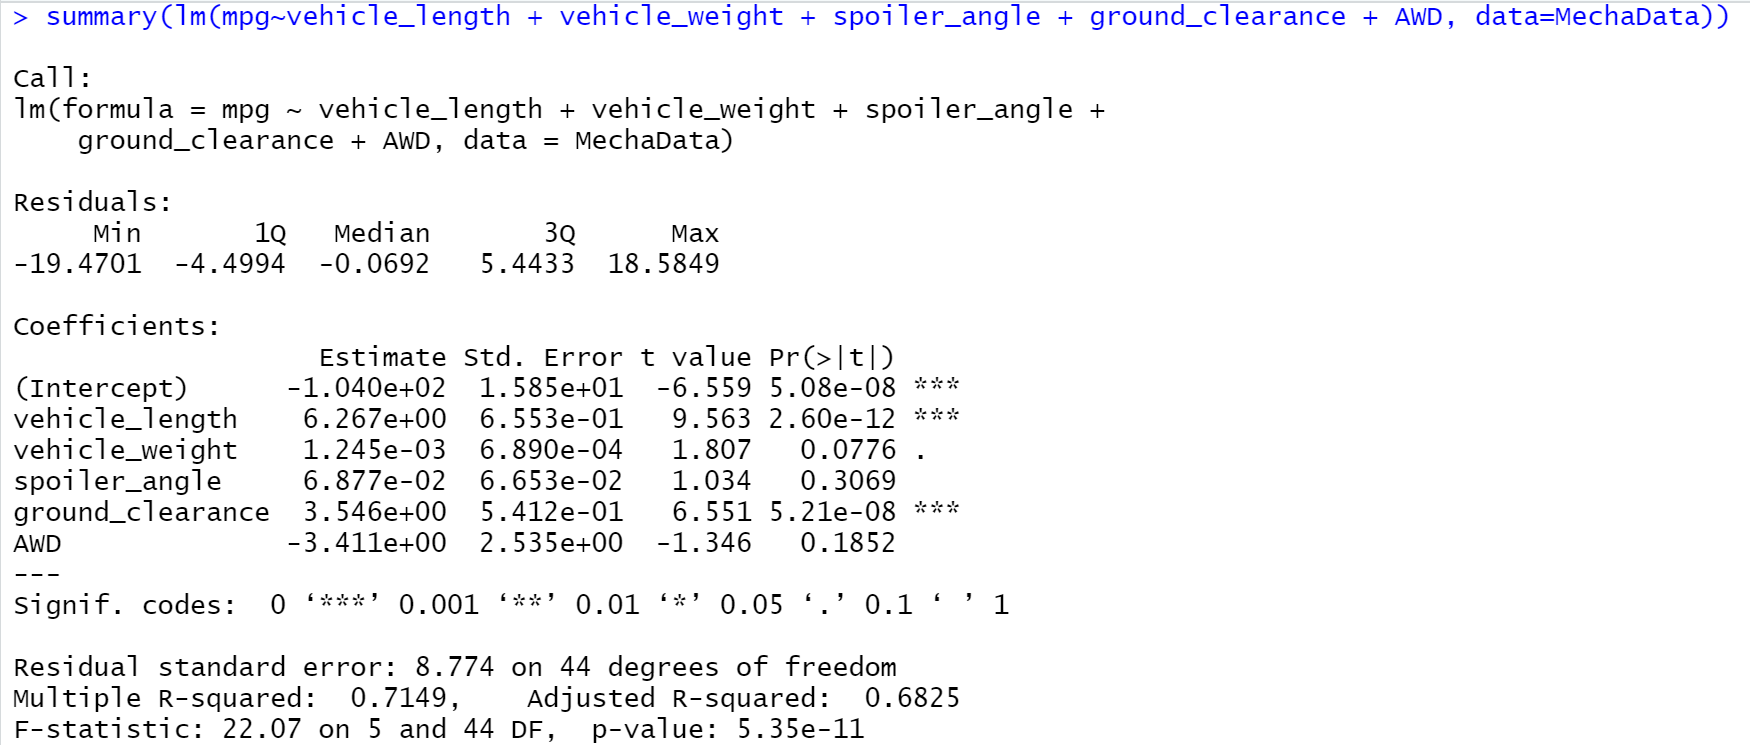 > summary(lm(mpg~vehicle_length + vehicle_weight + spoiler_angle + ground_clearance + AWD, data=MechaData))
Call:
lm(formula = mpg ~ vehicle_length + vehicle_weight + spoiler_angle +
    ground_clearance + AWD, data = MechaData)
Residuals:
     Min       1Q   Median       3Q      Max
-19.4701  -4.4994  -0.0692   5.4433  18.5849
Coefficients:
                   Estimate Std. Error t value Pr(>|t|)
(Intercept)      -1.040e+02  1.585e+01  -6.559 5.08e-08 ***
vehicle_length    6.267e+00  6.553e-01   9.563 2.60e-12 ***
vehicle_weight    1.245e-03  6.890e-04   1.807   0.0776 .
spoiler_angle     6.877e-02  6.653e-02   1.034   0.3069
ground_clearance  3.546e+00  5.412e-01   6.551 5.21e-08 ***
AWD              -3.411e+00  2.535e+00  -1.346   0.1852
---
Signif. codes:  0 ‘***’ 0.001 ‘**’ 0.01 ‘*’ 0.05 ‘.’ 0.1 ‘ ’ 1
Residual standard error: 8.774 on 44 degrees of freedom
Multiple R-squared:  0.7149,    Adjusted R-squared:  0.6825
F-statistic: 22.07 on 5 and 44 DF,  p-value: 5.35e-11